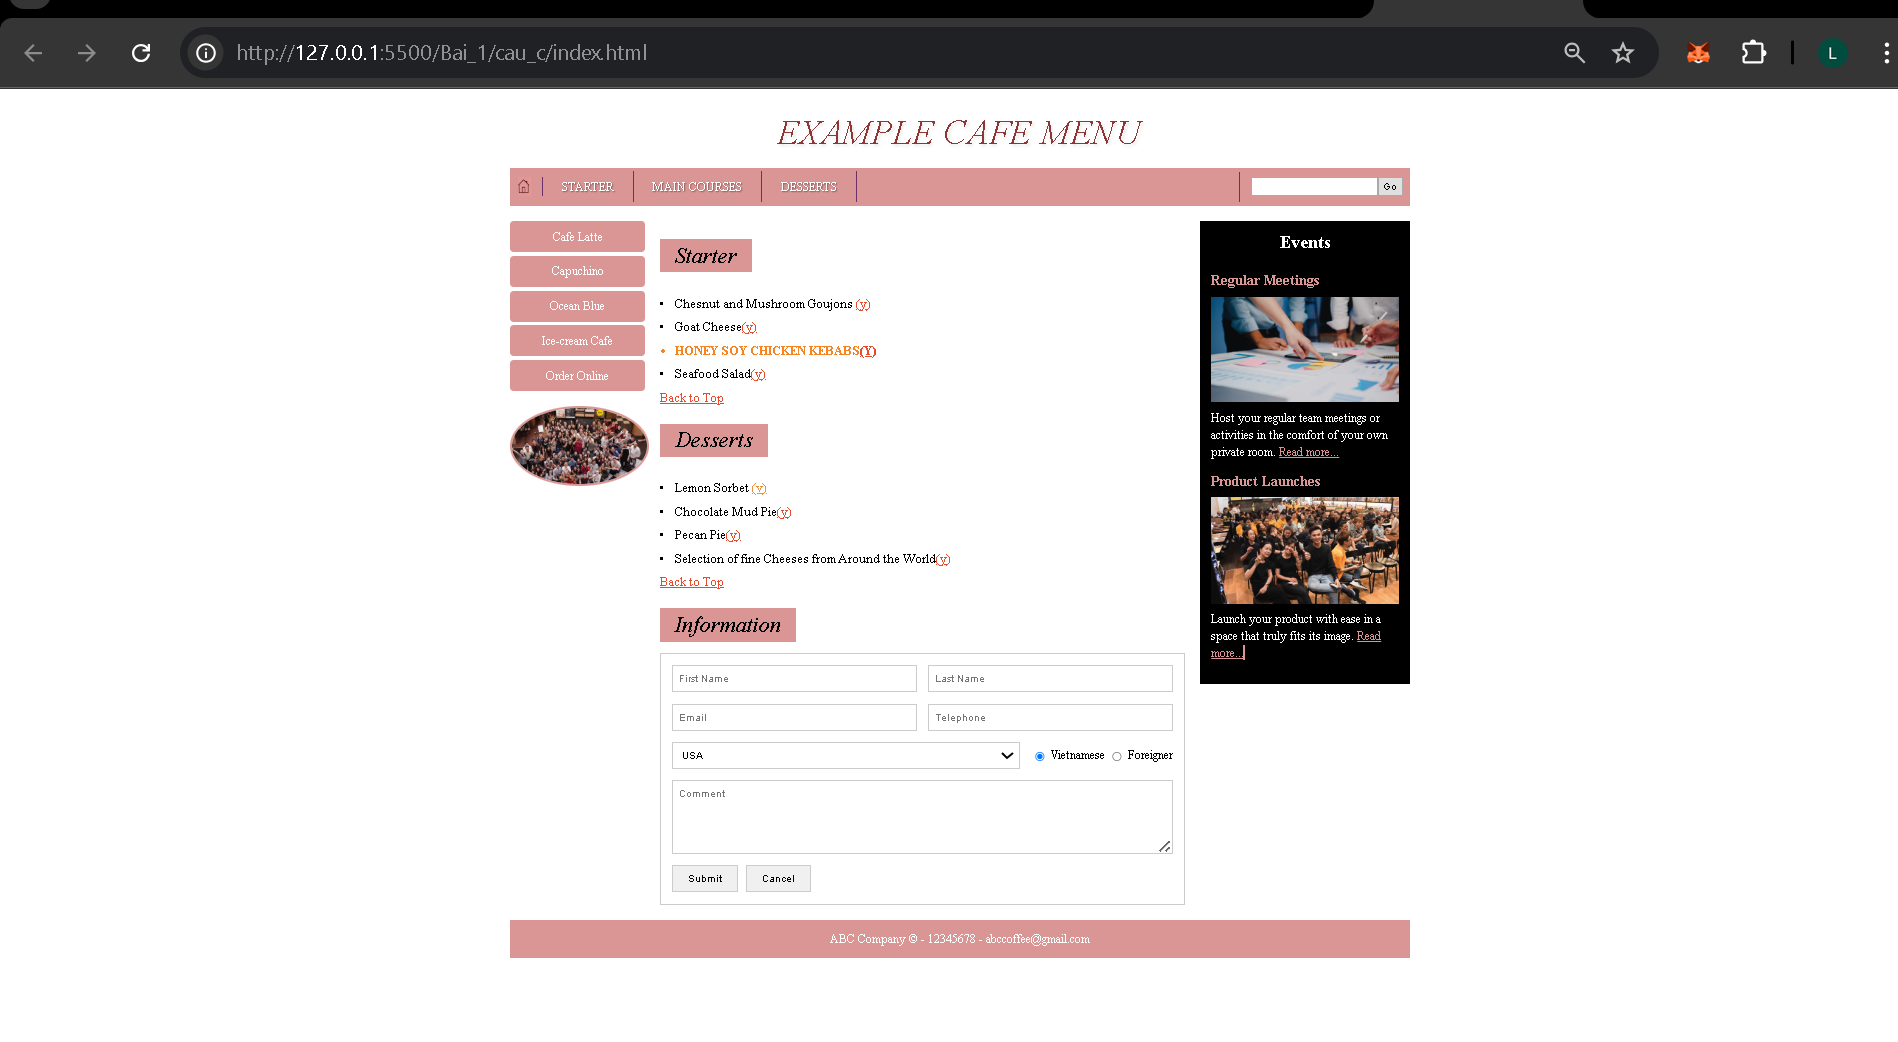 http://127.0.0.1:5500/Bai_1/cau_c/index.html
L
EXAMPLE CAFE MENU
STARTER MAIN COURSES DESSERTS Go
Cafè Latte
Capuchino
Ocean Blue
Ice-cream Cafè
Order Online
Starter
Chesnut and Mushroom Goujons (y)
Goat Cheese(y)
HONEY SOY CHICKEN KEBABS(Y)
Seafood Salad(y)
Back to Top
Desserts
Lemon Sorbet (y)
Chocolate Mud Pie(y)
Pecan Pie(y)
Selection of fine Cheeses from Around the World(y)
Back to Top
Information
First Name Last Name
Email Telephone
USA Vietnamese Foreigner
Comment
Submit Cancel
Events
Regular Meetings
Host your regular team meetings or
activities in the comfort of your own
private room. Read more...
Product Launches
Launch your product with ease in a
space that truly fits its image. Read
more...
ABC Company © - 12345678 - abccoffee@gmail.com